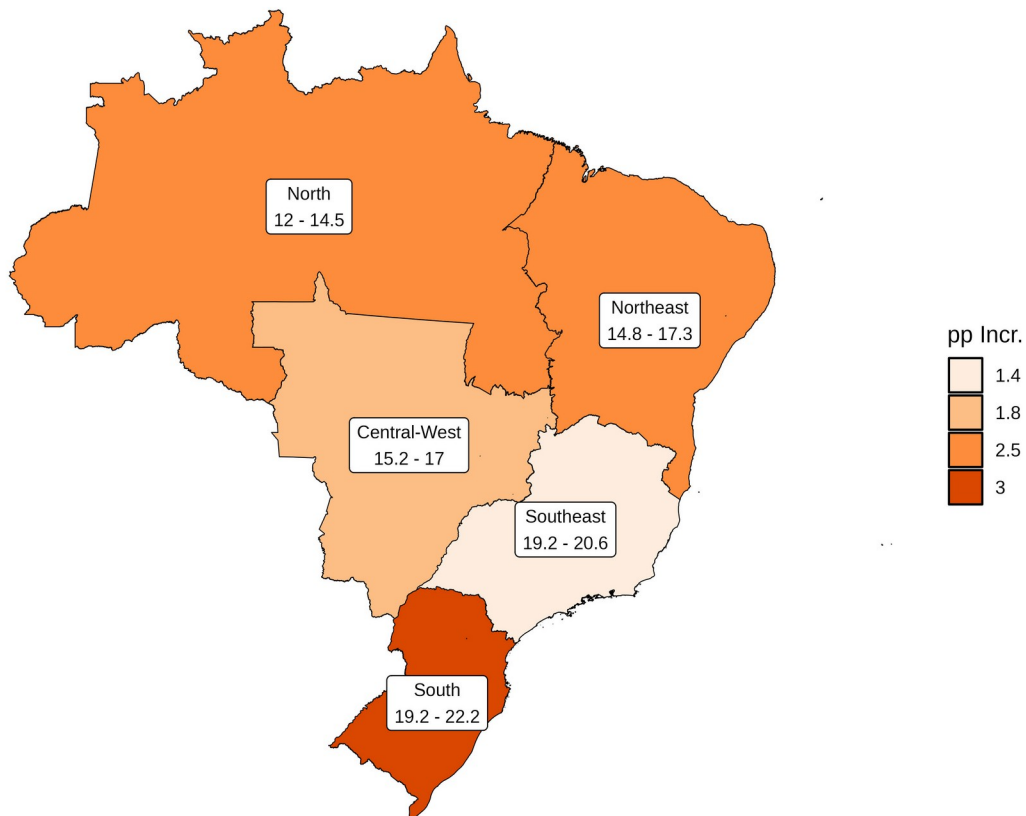 North
12 - 14.5
Northeast
14.8 - 17.3
Central-West
15.2 - 17
Southeast
19.2 - 20.6
South
19.2 - 22.2
pp Incr.
1.4
1.8
2.5
3